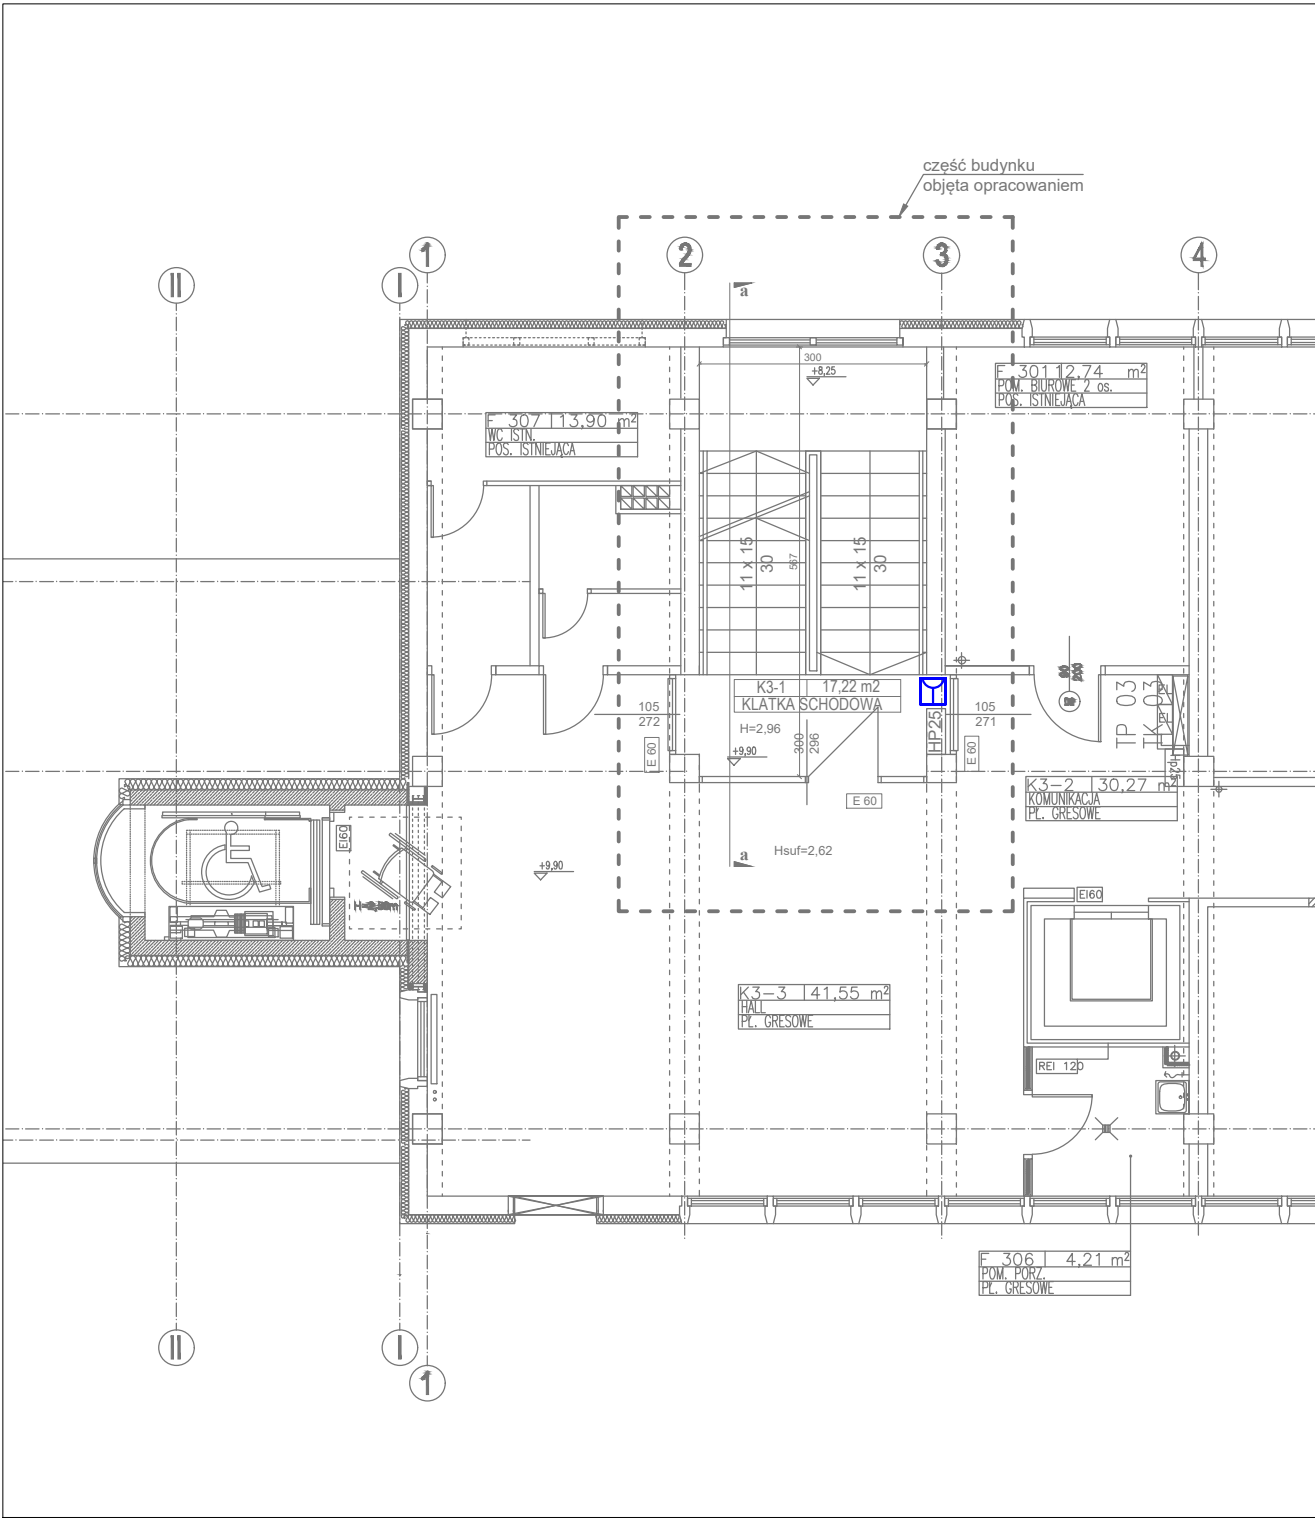 część budynku
objęta opracowaniem
1
2
3
4
II
I
a
300
+8,25
F 301 12,74 m²
POM. BIUROWE 2 os.
POS. ISTNIEJĄCA
F 307 13,90 m²
WC ISTN.
POS. ISTNIEJĄCA
11 x 15
30
567
11 x 15
30
90
200
K3-1 17,22 m2
KLATKA SCHODOWA
105
272
H=2,96
+9,90
300
296
E 60
HP25
105
271
E 60
TP 03
TK 03
HP25
E 60
K3-2 30,27 m²
KOMUNIKACJA
PŁ. GRESOWE
EI60
+9,90
Hsuf=2,62
a
EI60
K3-3 41,55 m²
HALL
PŁ. GRESOWE
REI 120
F 306 4,21 m²
POM. PORZ.
PŁ. GRESOWE
II
I
1